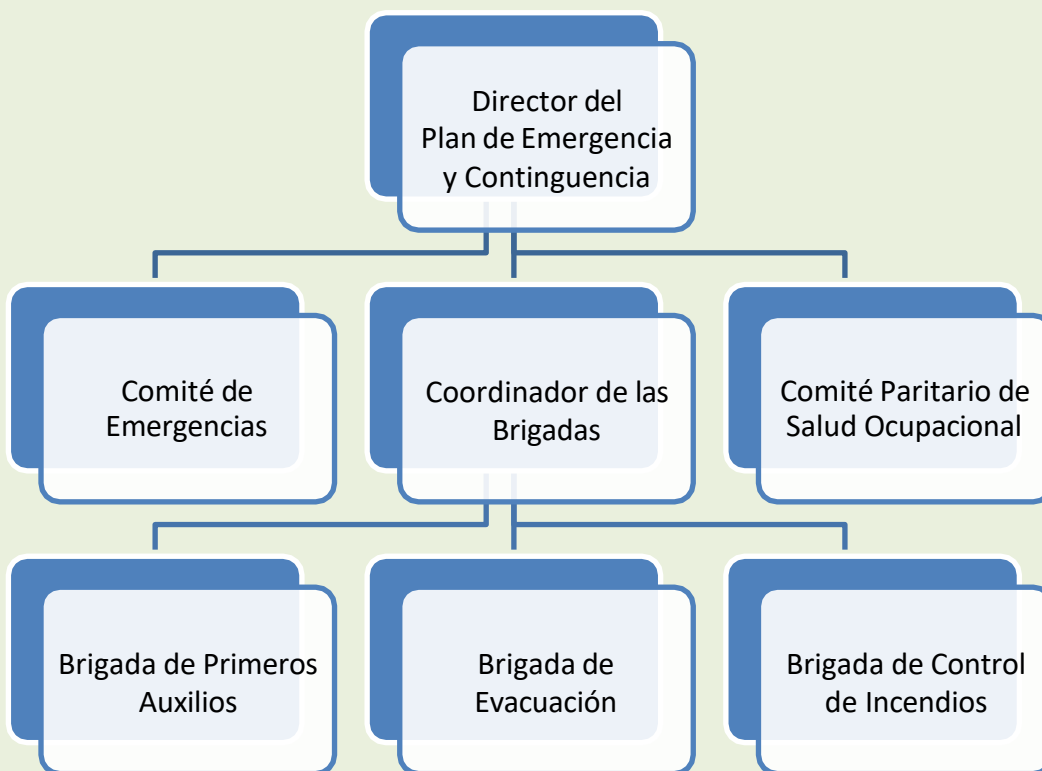 Director del
Plan de Emergencia
y Continguencia
Comité de
Emergencias
Coordinador de las
Brigadas
Comité Paritario de
Salud Ocupacional
Brigada de Primeros
Auxilios
Brigada de
Evacuación
Brigada de Control
de Incendios